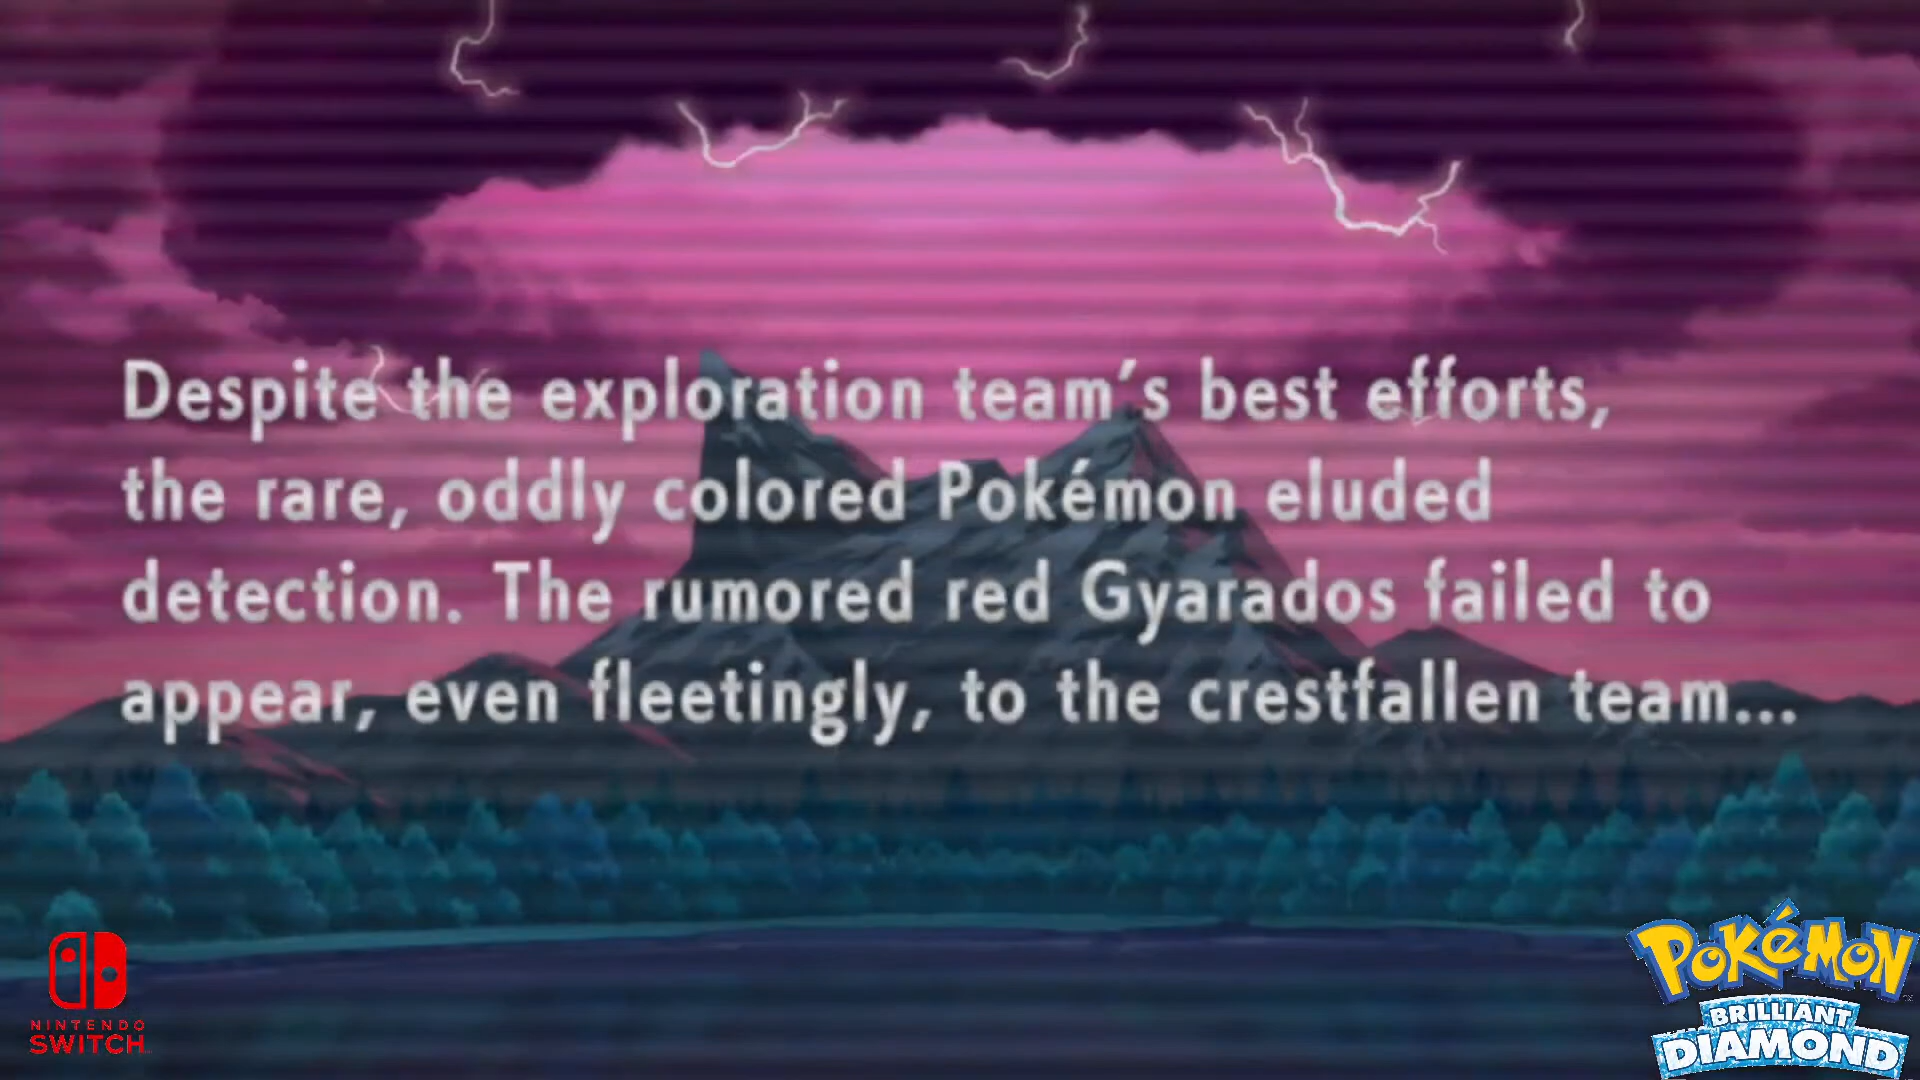 Despite the exploration team's best efforts,
the rare, oddly colored Pokémon eluded
detection. The rumored red Gyarados failed to
appear, even fleetingly, to the crestfallen team...
NINTENDO
SWITCH
POKéMON
BRILLIANT
DIAMOND